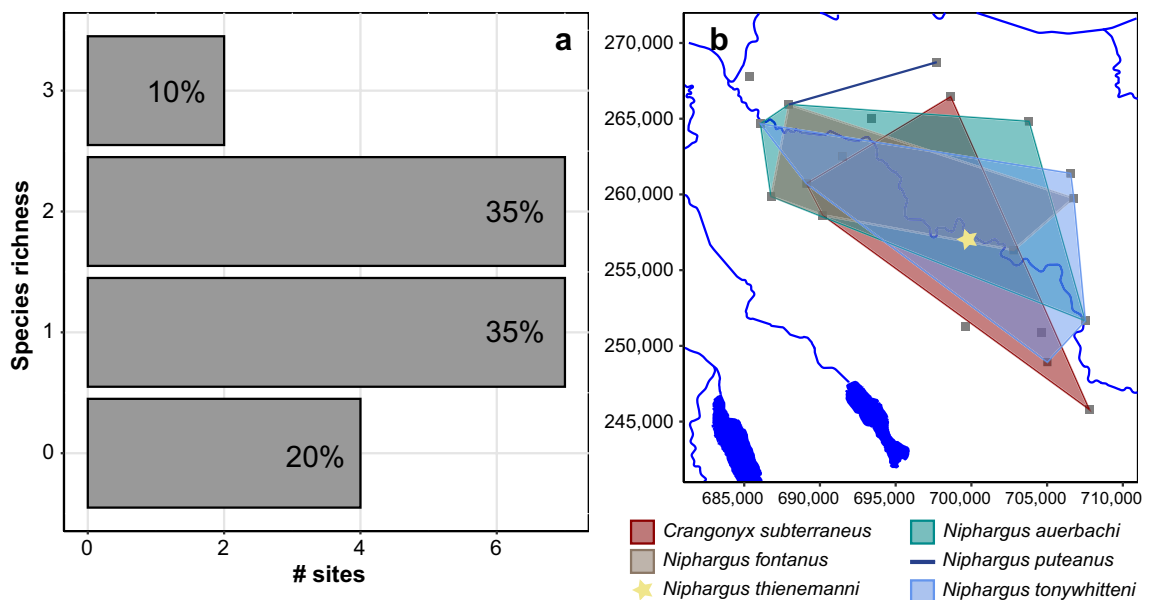 a
3
2
1
0
10%
35%
35%
20%
Species richness
0 2 4 6
# sites
b
270,000
265,000
260,000
255,000
250,000
245,000
685,000 690,000 695,000 700,000 705,000 710,000
Crangonyx subterraneus
Niphargus fontanus
Niphargus thienemanni
Niphargus auerbachi
Niphargus puteanus
Niphargus tonywhitteni